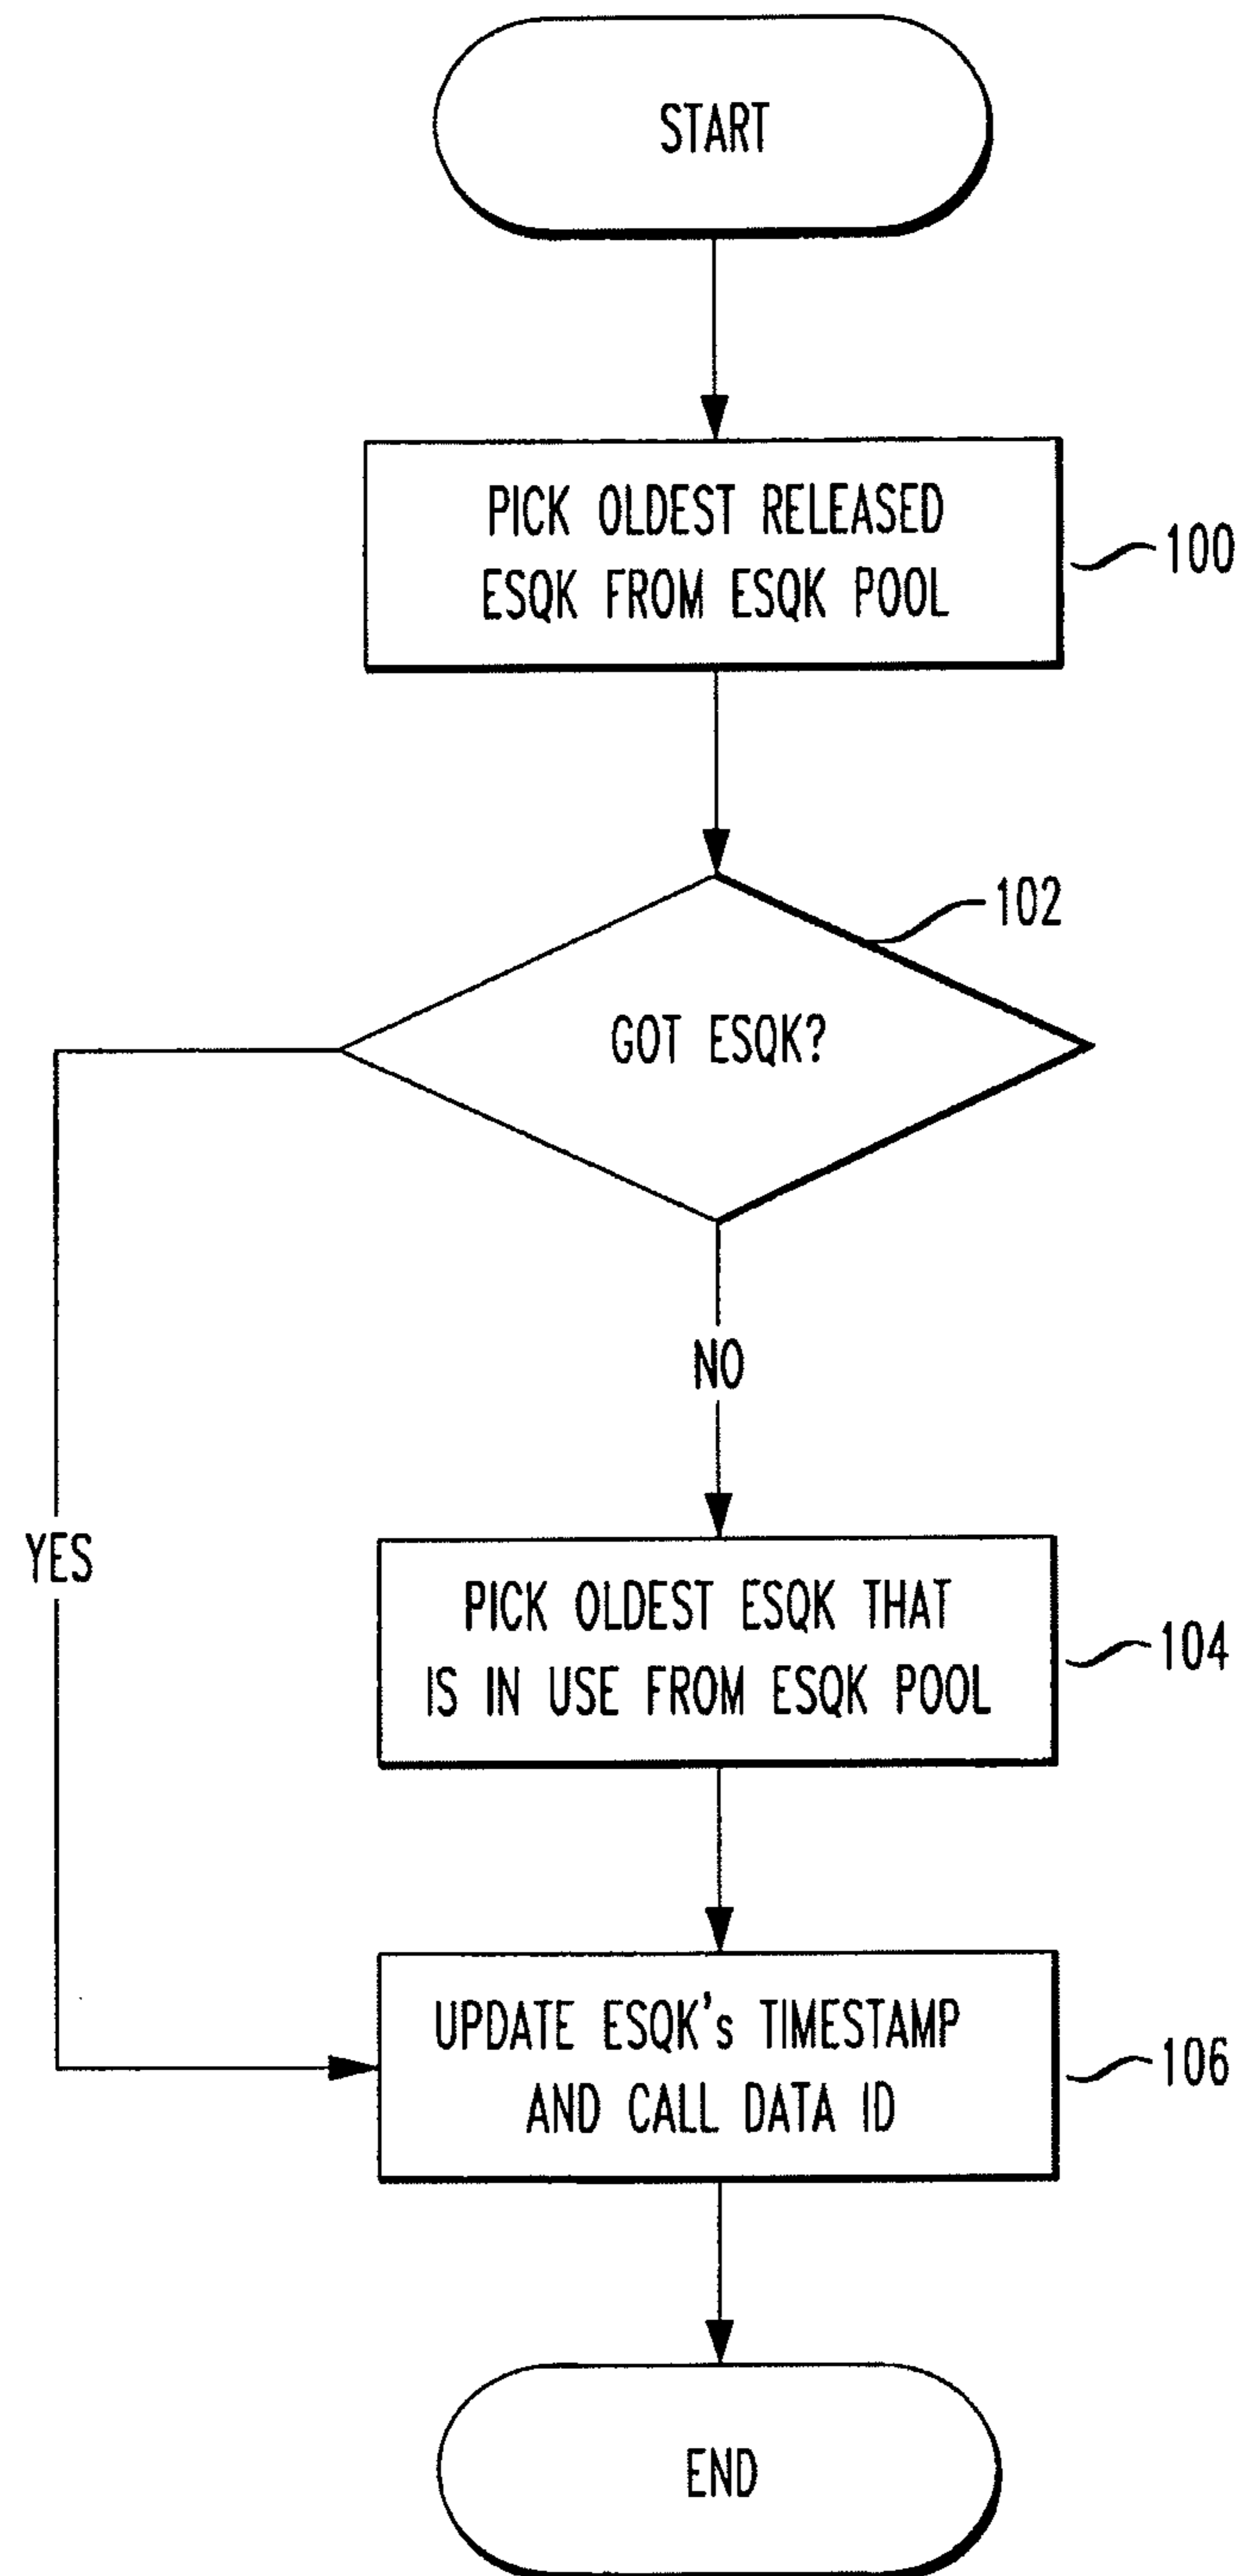 START
PICK OLDEST RELEASED
ESQK FROM ESQK POOL
100
102
GOT ESQK?
NO
YES
PICK OLDEST ESQK THAT
IS IN USE FROM ESQK POOL
104
UPDATE ESQK's TIMESTAMP
AND CALL DATA ID
106
END